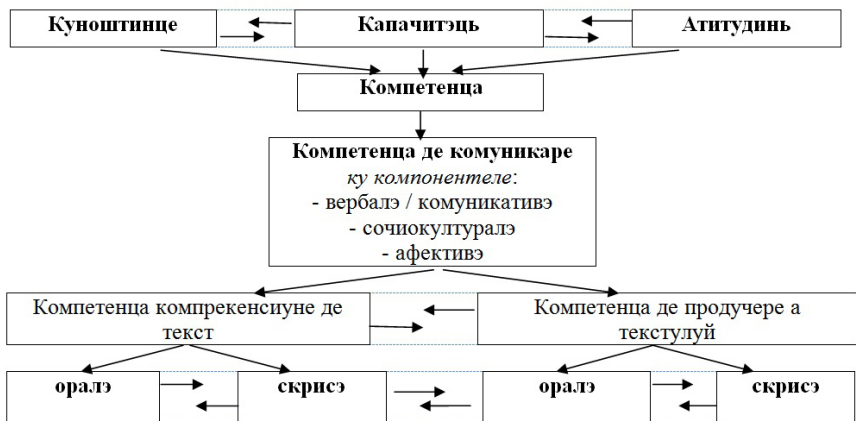 Куноштинце Капачитэць Атитудинь
Компетенца
Компетенца де комуникаре
ку компонентеле:
- вербалэ / комуникативэ
- сочиокултуралэ
- афективэ
Компетенца компрекенсиуне де
текст
Компетенца де продучере а
текстулуй
оралэ скрисэ оралэ скрисэ